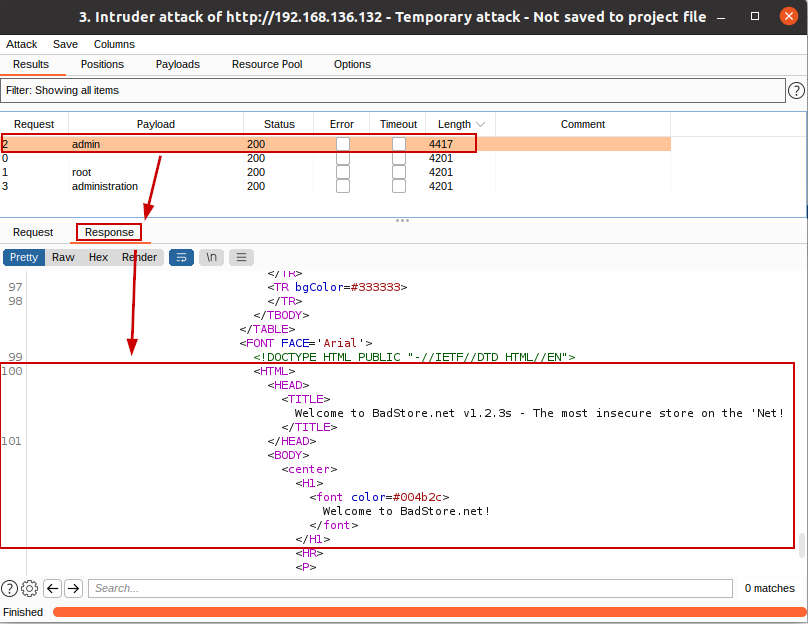 3. Intruder attack of http://192.168.136.132 - Temporary attack - Not saved to project file
Attack Save Columns
Results Positions Payloads Resource Pool Options
Filter: Showing all items
Request Payload Status Error Timeout Length Comment
2 admin 200 4417
0 200 4201
1 root 200 4201
3 administration 200 4201
Request Response
Pretty Raw Hex Render \n
</TR>
97 <TR bgColor=#333333>
98 </TR>
</TBODY>
</TABLE>
<FONT FACE='Arial'>
99 <!DOCTYPE HTML PUBLIC "-//IETF//DTD HTML//EN">
100 <HTML>
<HEAD>
<TITLE>
Welcome to BadStore.net v1.2.3s - The most insecure store on the 'Net!
</TITLE>
101 </HEAD>
<BODY>
<center>
<H1>
<font color=#004b2c>
Welcome to BadStore.net!
</font>
</H1>
<HR>
<P>
Search...
0 matches
Finished